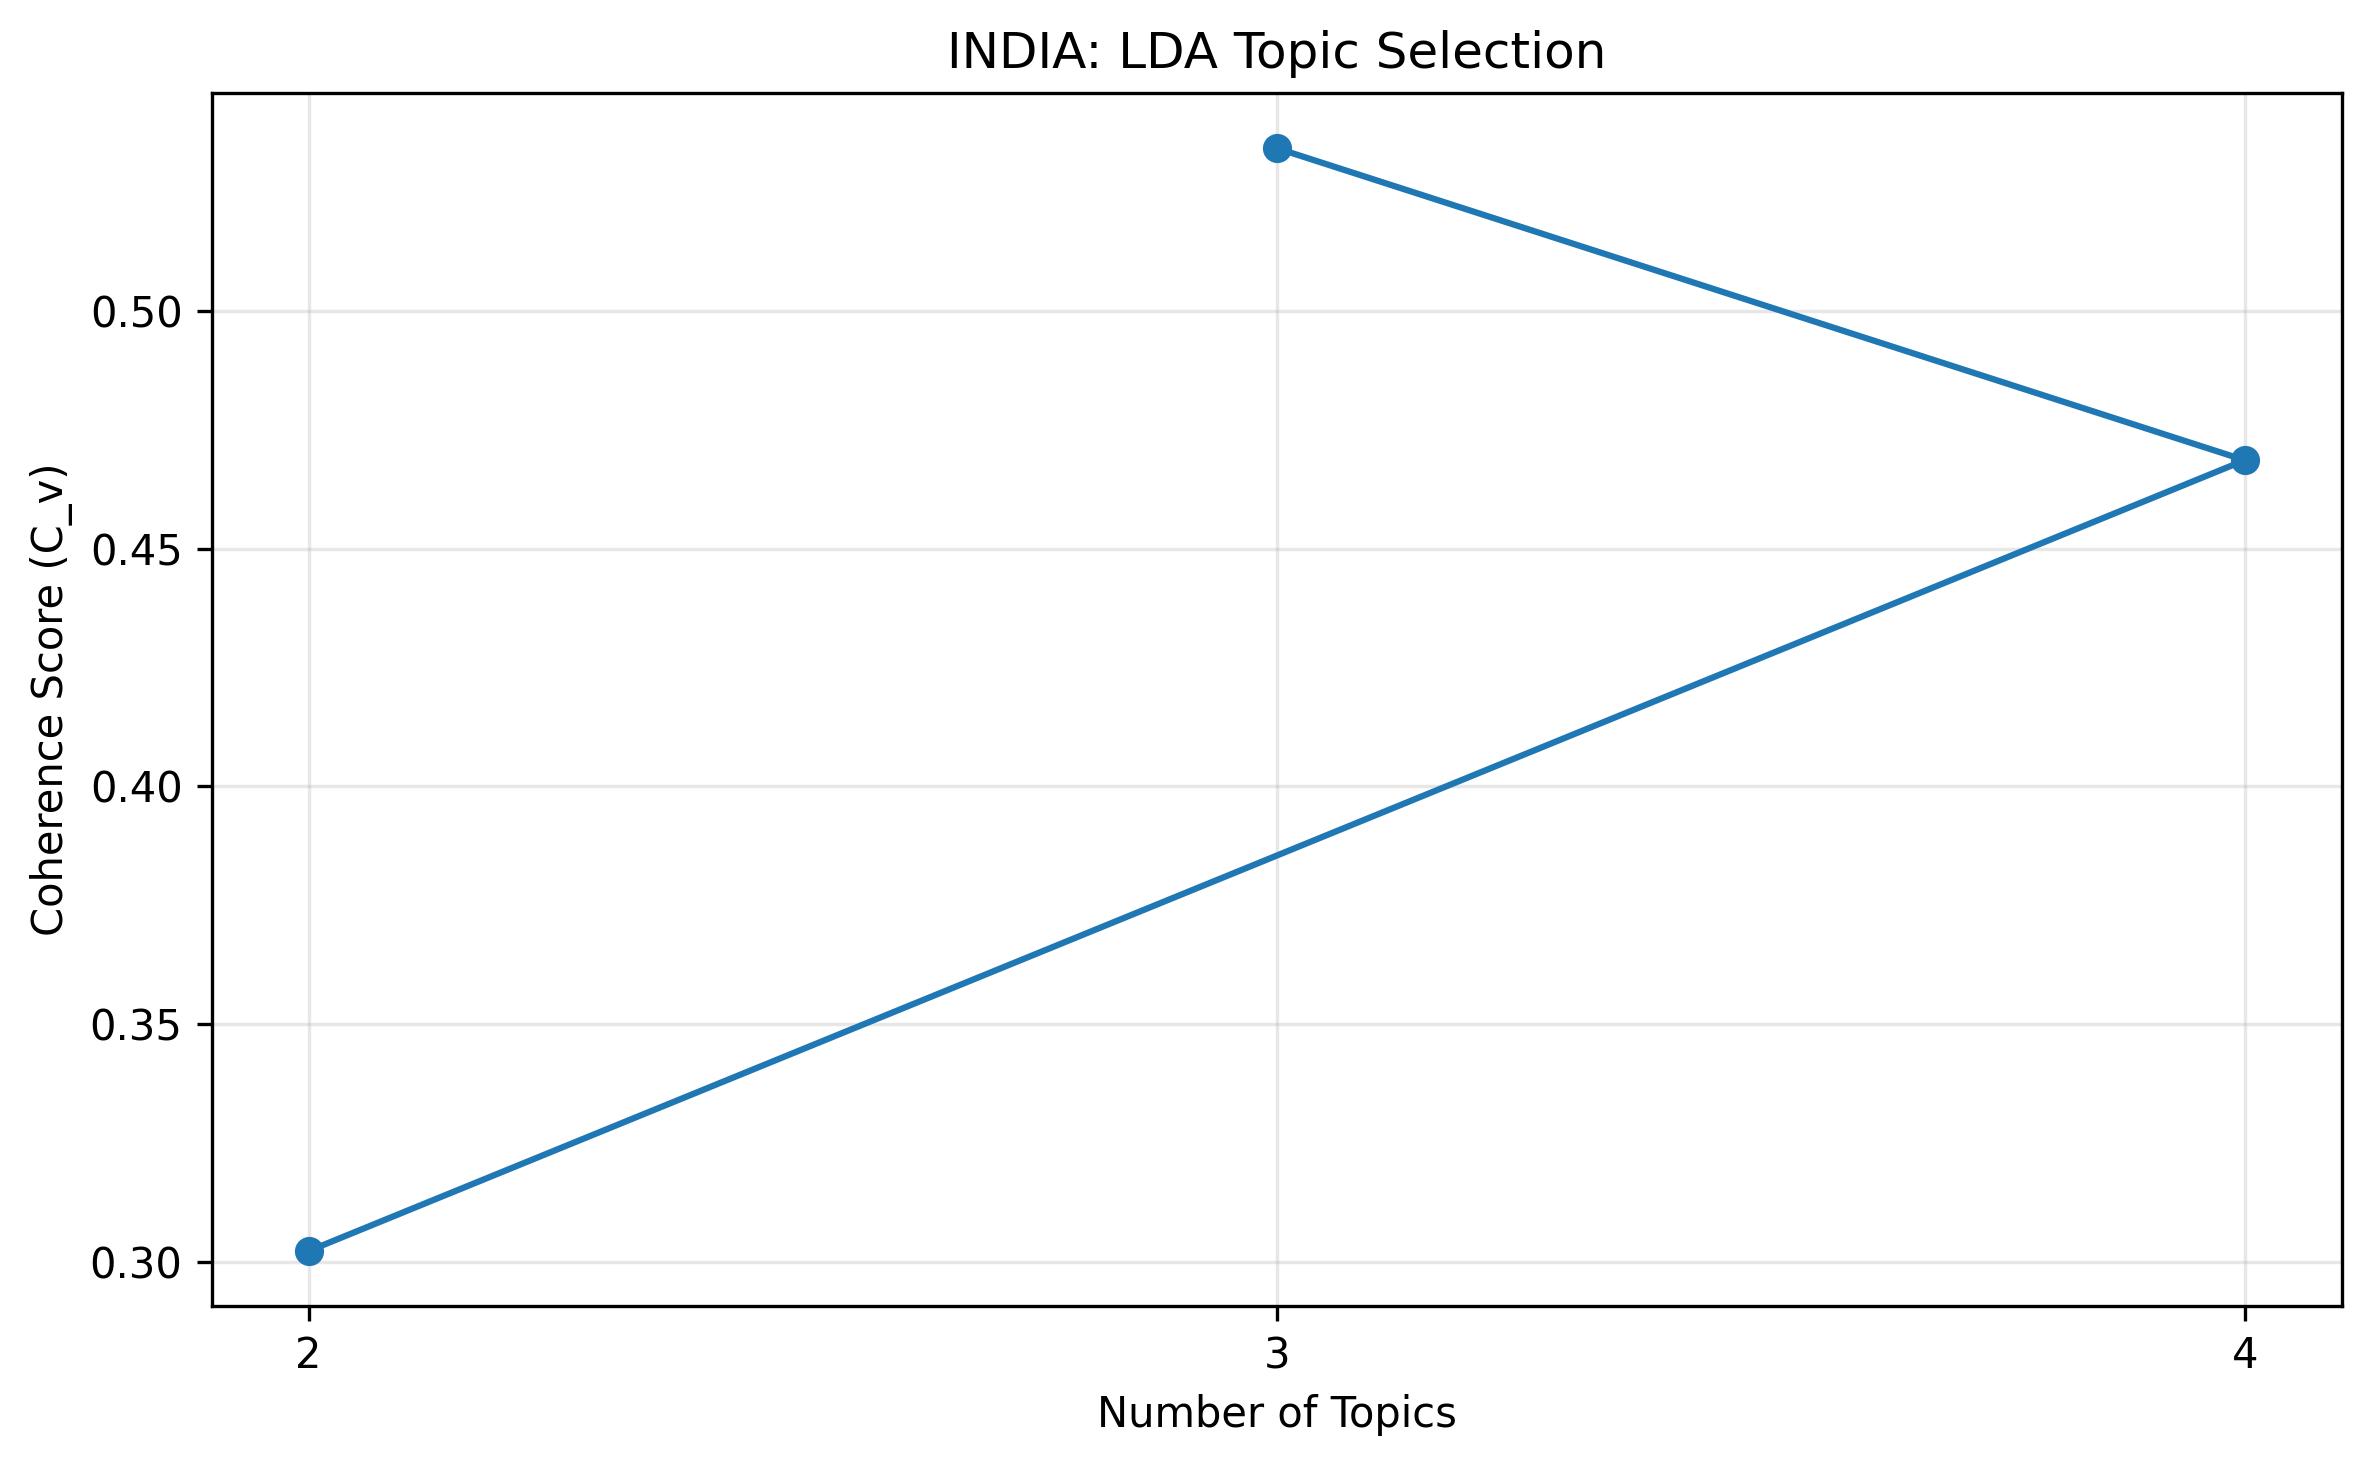 INDIA: LDA Topic Selection
Coherence Score (C_v)
0.50
0.45
0.40
0.35
0.30
2
3
4
Number of Topics